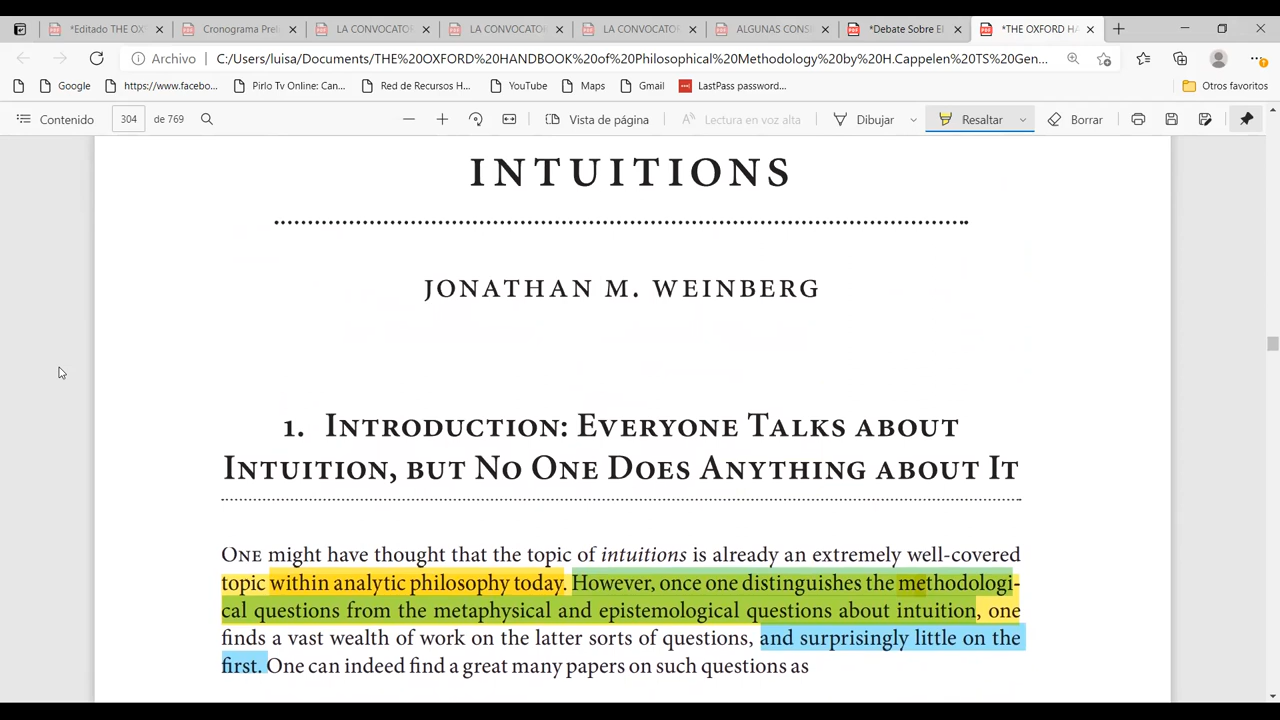 *Editado THE OX
Cronograma Prel
LA CONVOCATOR
LA CONVOCATOR
LA CONVOCATOR
ALGUNAS CONSI
*Debate Sobre El
*THE OXFORD HA
Archivo
C:/Users/luisa/Documents/THE%20OXFORD%20HANDBOOK%20of%20Philosophical%20Methodology%20by%20H.Cappelen%20TS%20Gen...
Google
https://www.facebo...
Pirlo Tv Online: Can...
Red de Recursos H...
YouTube
Maps
Gmail
LastPass password...
Otros favoritos
Contenido
304
de 769
Vista de página
Lectura en voz alta
Dibujar
Resaltar
Borrar
INTUITIONS
JONATHAN M. WEINBERG
1. Introduction: Everyone Talks about
Intuition, but No One Does Anything about It
One might have thought that the topic of intuitions is already an extremely well-covered
topic within analytic philosophy today. However, once one distinguishes the methodologi-
cal questions from the metaphysical and epistemological questions about intuition, one
finds a vast wealth of work on the latter sorts of questions, and surprisingly little on the
first. One can indeed find a great many papers on such questions as